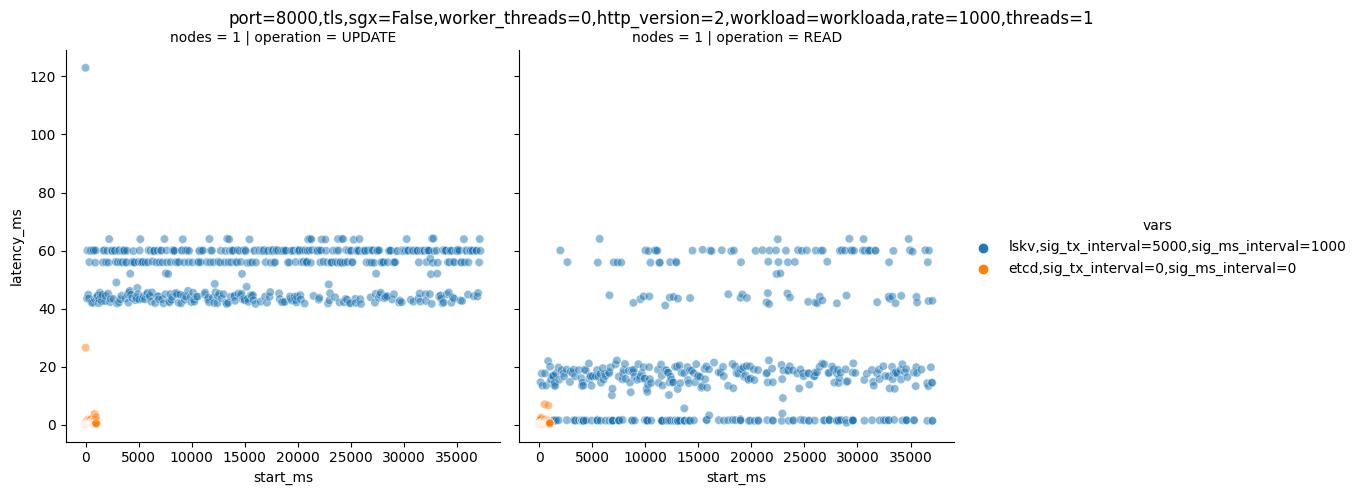 port=8000,tls,sgx=False,worker_threads=0,http_version=2,workload=workloada,rate=1000,threads=1
nodes = 1 | operation = UPDATE
nodes = 1 | operation = READ
latency_ms
120
100
80
60
40
20
0
0 5000 10000 15000 20000 25000 30000 35000
start_ms
0 5000 10000 15000 20000 25000 30000 35000
start_ms
vars
lskv,sig_tx_interval=5000,sig_ms_interval=1000
etcd,sig_tx_interval=0,sig_ms_interval=0